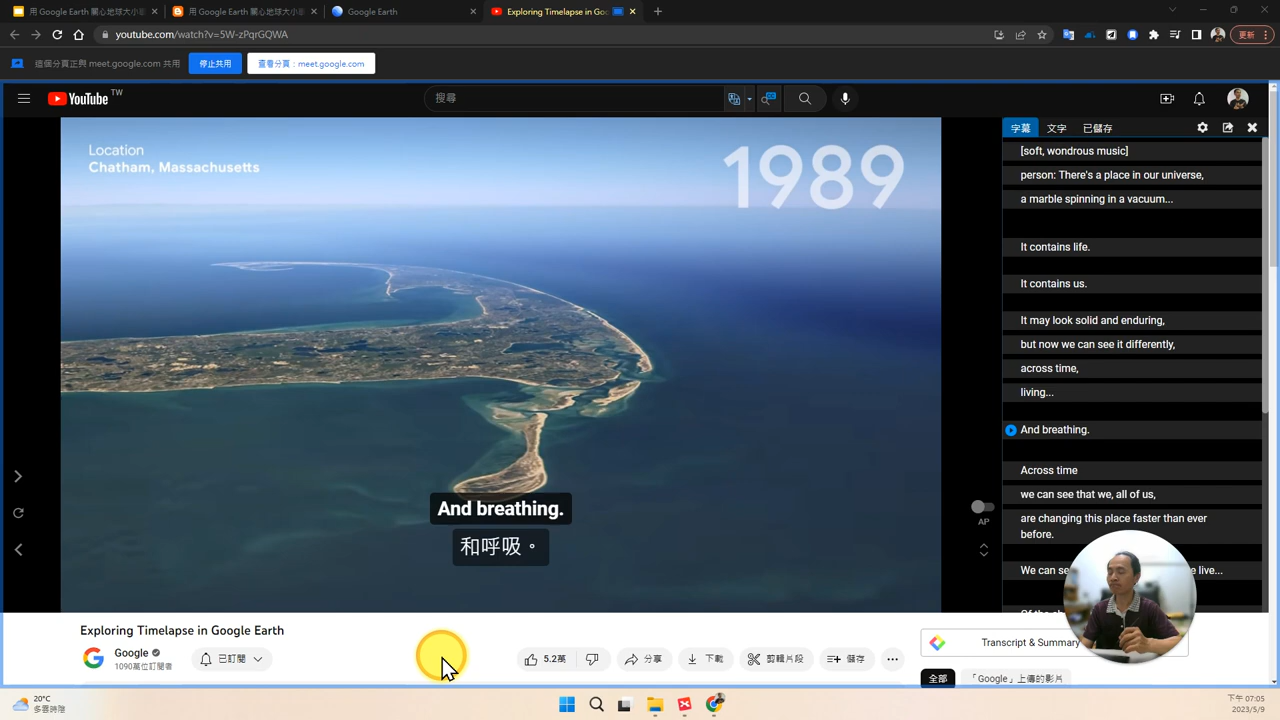 用 Google Earth 關心地球大小事
用 Google Earth 關心地球大小事
Google Earth
Exploring Timelapse in Goo
youtube.com/watch?v=5W-zPqrGQWA
更新
這個分頁正與 meet.google.com 共用
停止共用
查看分頁：meet.google.com
YouTube TW
搜尋
Location
Chatham, Massachusetts
1989
And breathing.
和呼吸。
AP
字幕
文字
已儲存
[soft, wondrous music]
person: There's a place in our universe,
a marble spinning in a vacuum...
It contains life.
It contains us.
It may look solid and enduring,
but now we can see it differently,
across time,
living...
And breathing.
Across time
we can see that we, all of us,
are changing this place faster than ever
before.
We can se
e live...
Exploring Timelapse in Google Earth
Google
1090萬位訂閱者
已訂閱
5.2萬
分享
下載
剪輯片段
儲存
Transcript & Summary
全部
「Google」上傳的影片
20°C
多雲時陰
下午 07:05
2023/5/9